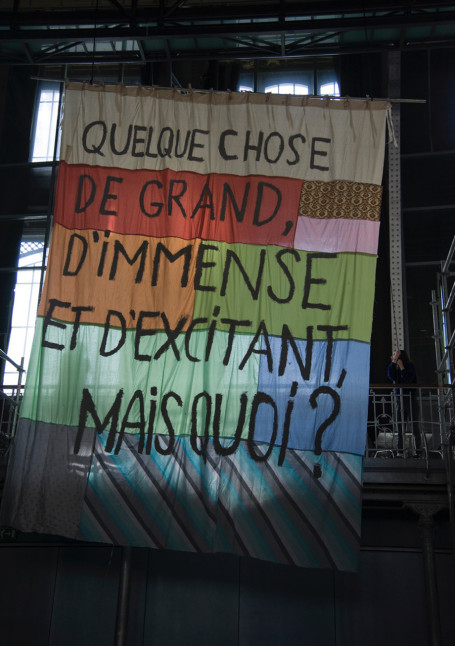 QUELQUE CHOSE
DE GRAND,
D'IMMENSE
ET D'EXCITANT,
MAIS QUOI ?